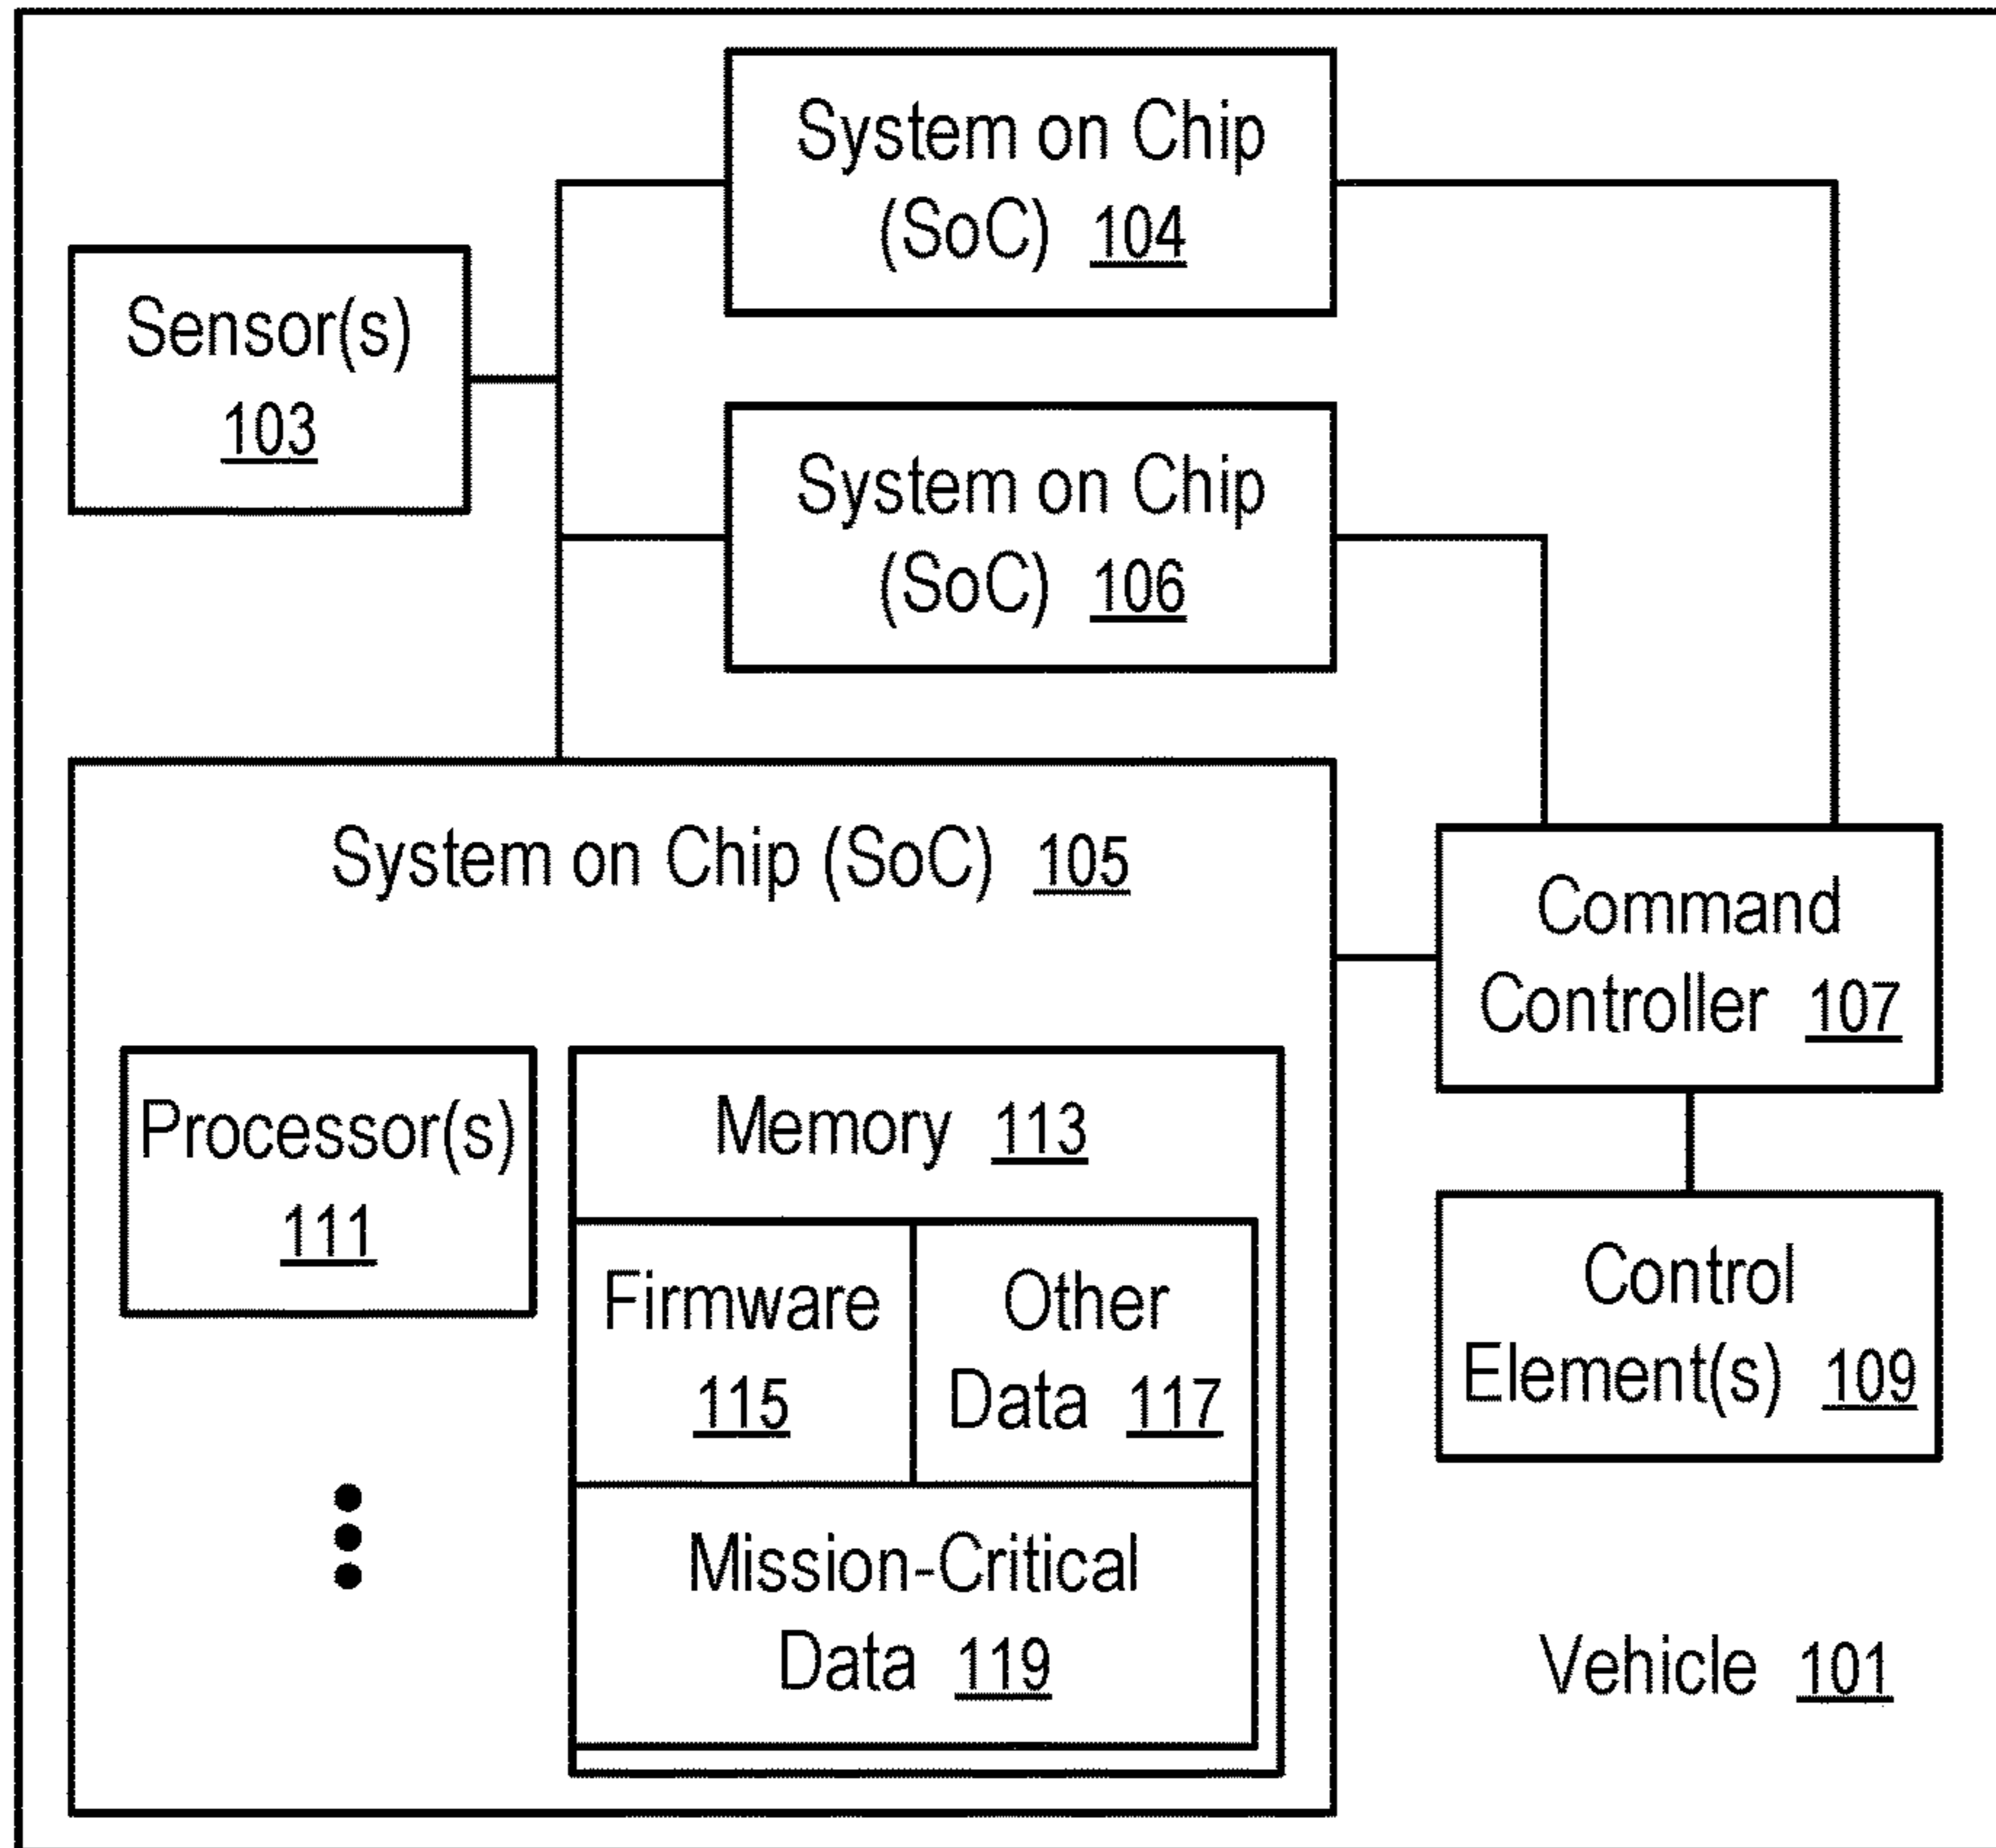 System on Chip
(SoC) 104
Sensor(s)
103
System on Chip
(SoC) 106
System on Chip (SoC) 105
Command
Controller 107
Processor(s)
111
Memory 113
Firmware
115
Other
Data 117
Mission-Critical
Data 119
Control
Element(s) 109
Vehicle 101